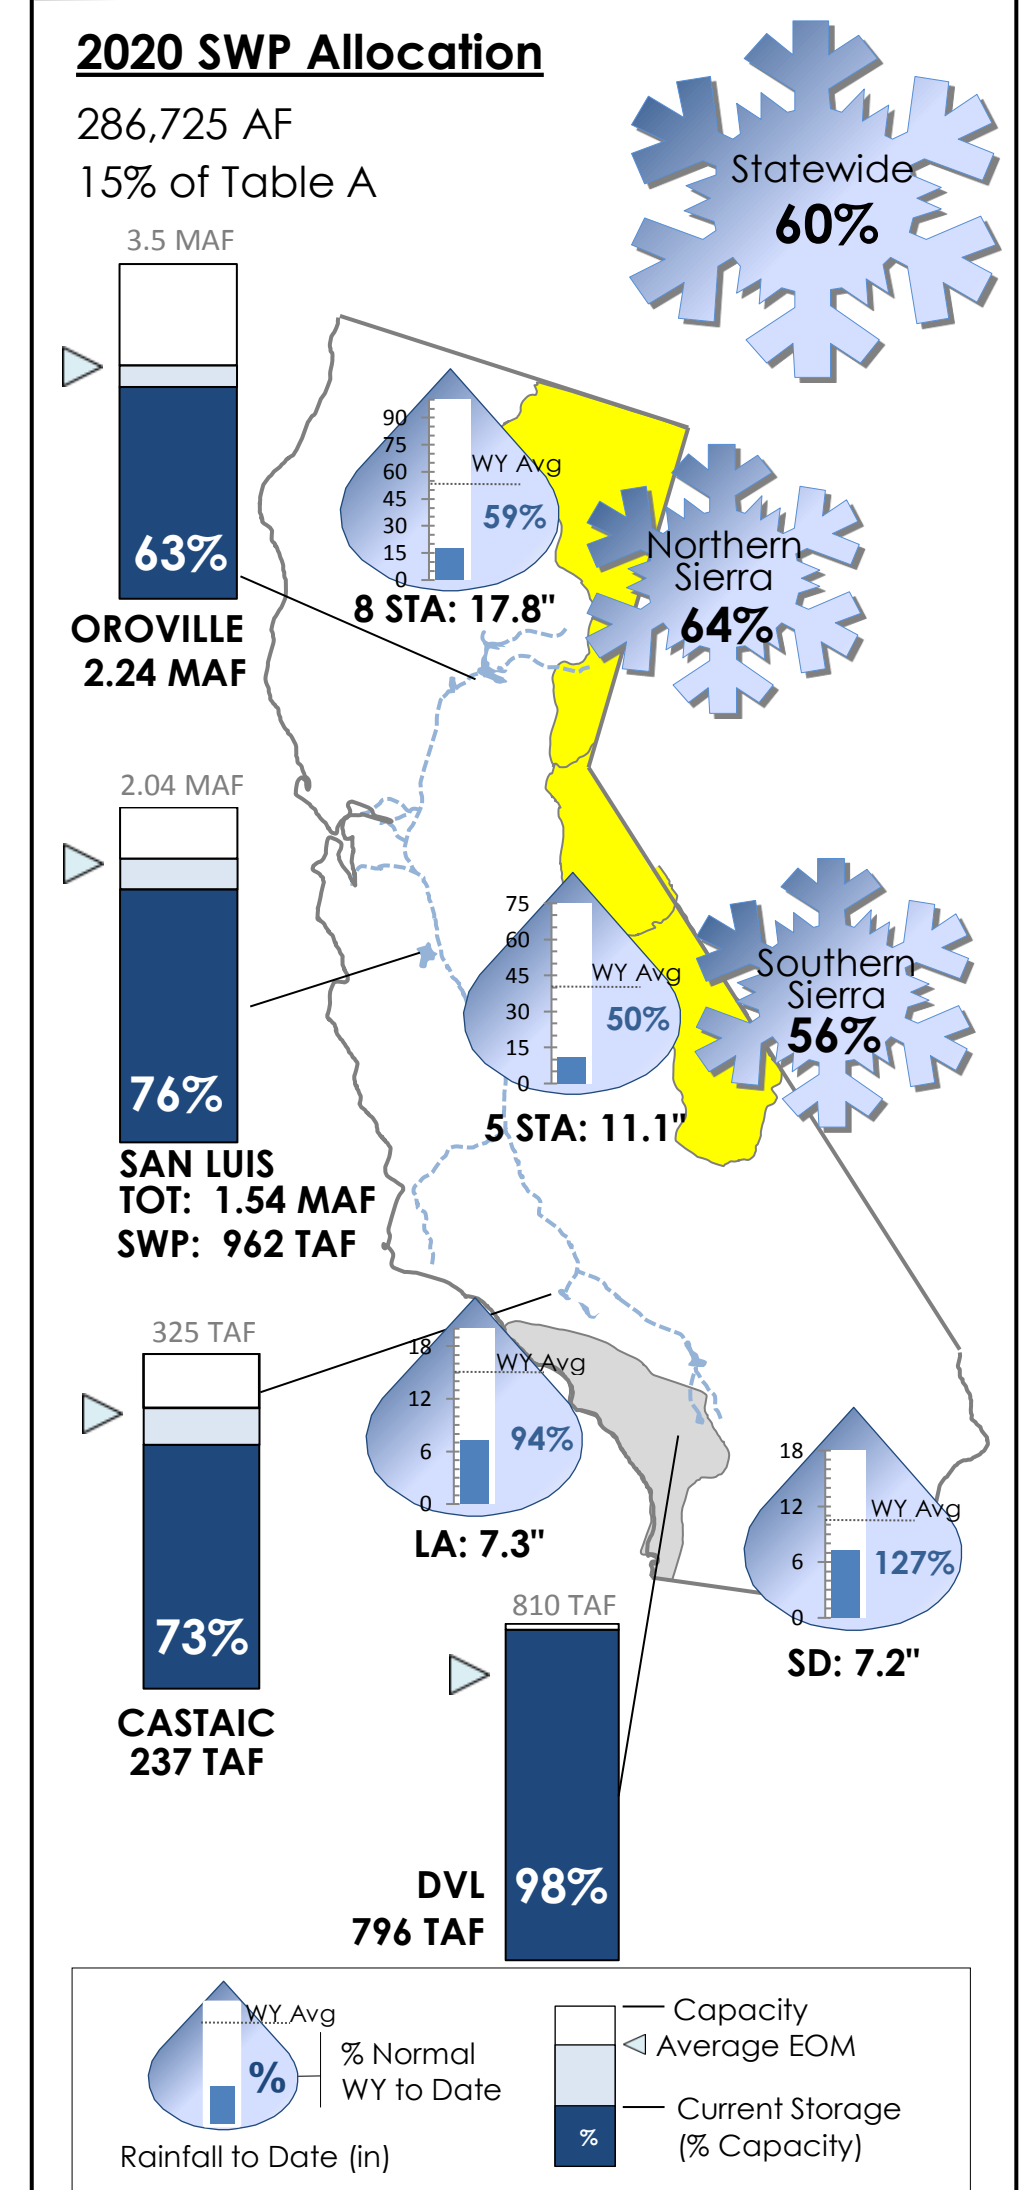 2020 SWP Allocation
286,725 AF
15% of Table A
Statewide
60%
3.5 MAF
63%
OROVILLE
2.24 MAF
90
75
60
45
30
15
0
WY Avg
59%
8 STA: 17.8"
Northern
Sierra
64%
2.04 MAF
76%
SAN LUIS
TOT: 1.54 MAF
SWP: 962 TAF
75
60
45
30
15
0
WY Avg
50%
5 STA: 11.1"
Southern
Sierra
56%
325 TAF
73%
CASTAIC
237 TAF
18
12
6
0
WY Avg
94%
LA: 7.3"
18
12
6
0
WY Avg
127%
SD: 7.2"
810 TAF
98%
DVL
796 TAF
WY Avg
%
% Normal
WY to Date
Rainfall to Date (in)
Capacity
Average EOM
Current Storage
(% Capacity)
%